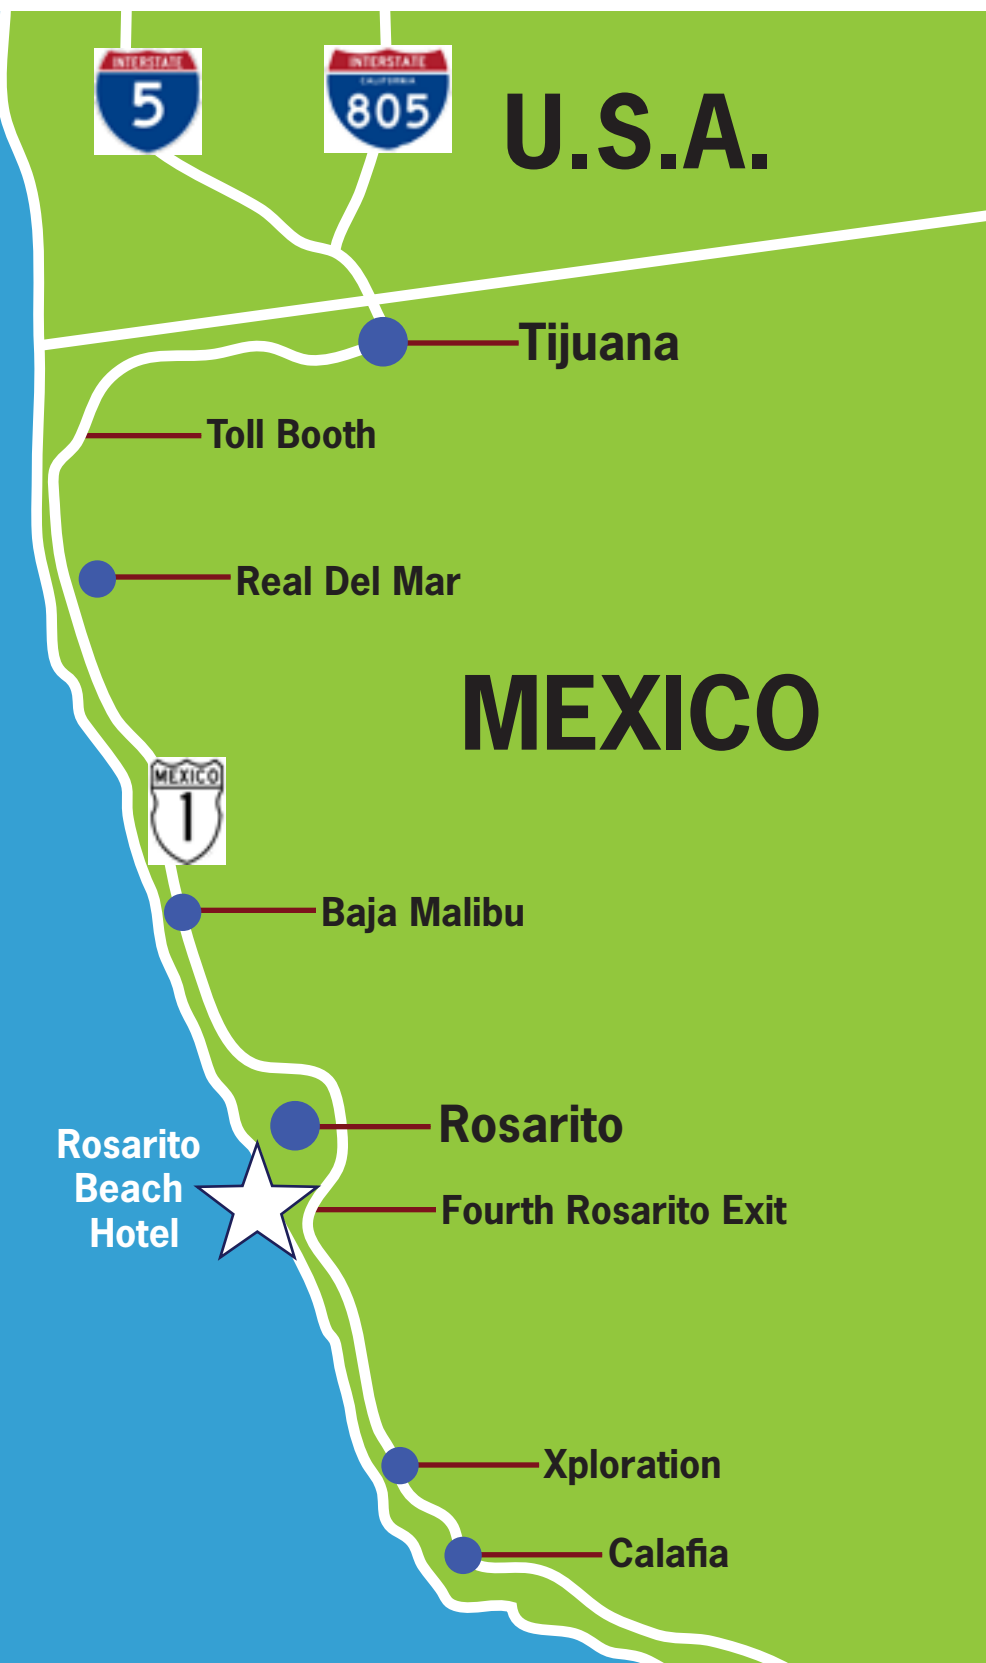 INTERSTATE
5
INTERSTATE
CALIFORNIA
805
U.S.A.
Tijuana
Toll Booth
Real Del Mar
MEXICO
MEXICO
1
Baja Malibu
Rosarito
Rosarito
Beach
Hotel
Fourth Rosarito Exit
Xploration
Calafia